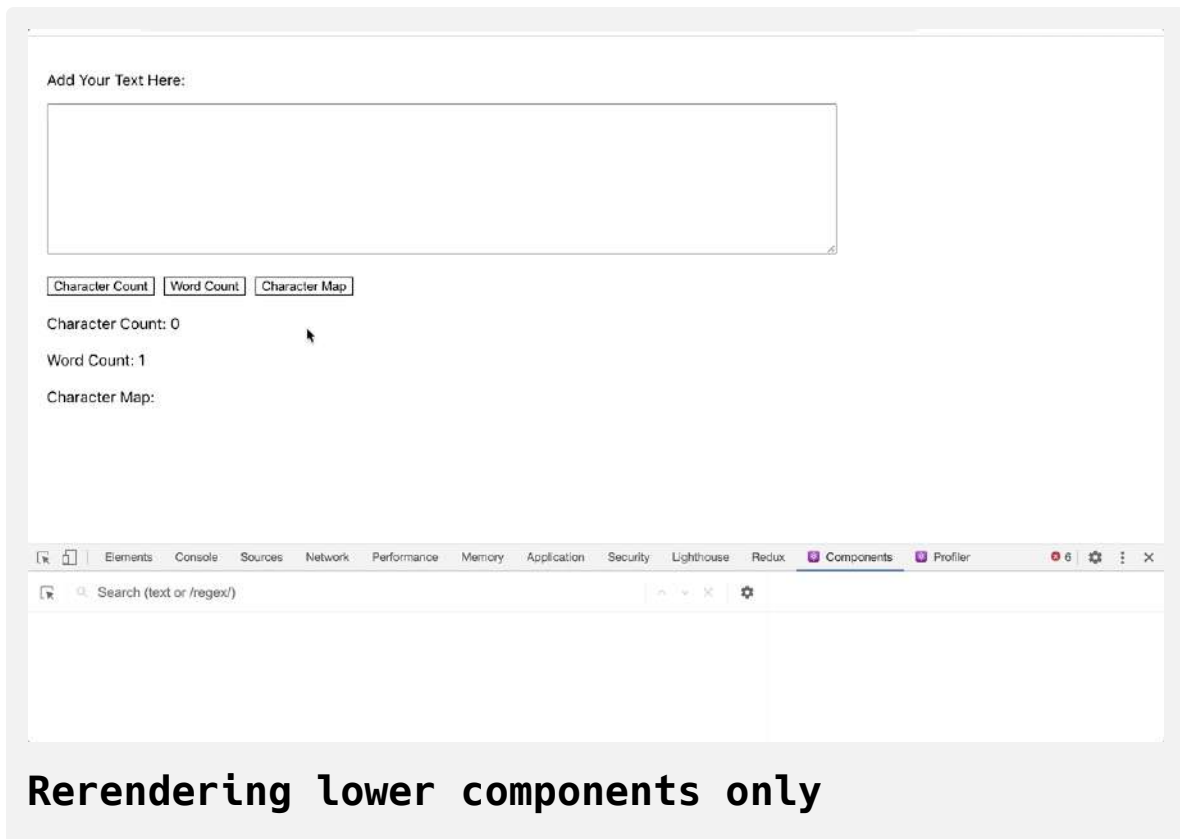 Add Your Text Here:
Character Count Word Count Character Map
Character Count: 0
Word Count: 1
Character Map:
Elements Console Sources Network Performance Memory Application Security Lighthouse Redux Components Profiler 6
Search (text or /regex/)
Rerendering lower components only